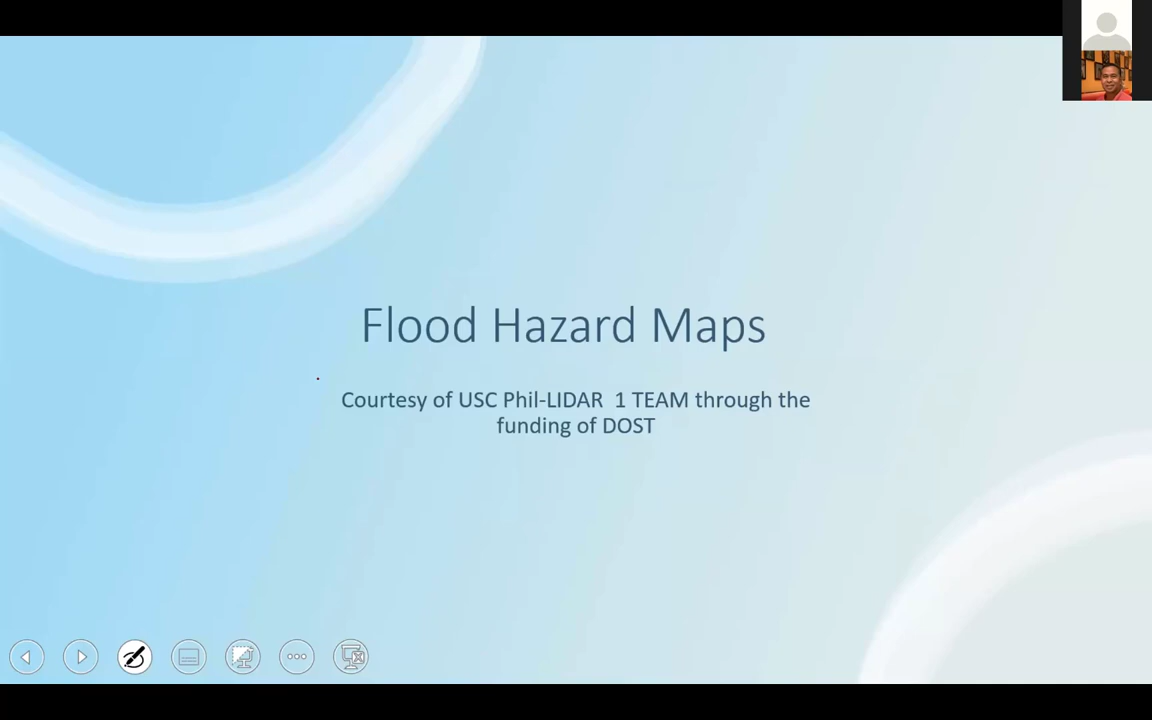 Flood Hazard Maps
Courtesy of USC Phil-LIDAR 1 TEAM through the
funding of DOST